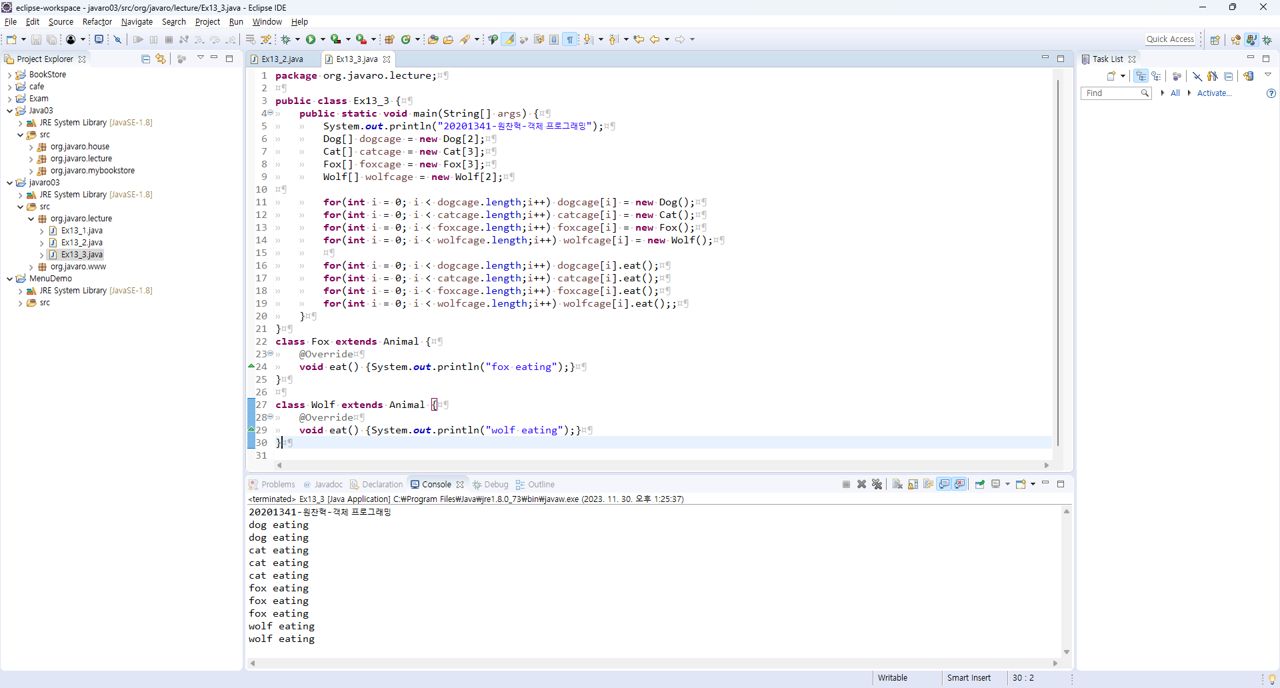 eclipse-workspace - javaro03/src/org/javaro/lecture/Ex13_3.java - Eclipse IDE
File Edit Source Refactor Navigate Search Project Run Window Help
Quick Access
Project Explorer
BookStore
cafe
Exam
Java03
JRE System Library [JavaSE-1.8]
src
org.javaro.house
org.javaro.lecture
org.javaro.mybookstore
javaro03
JRE System Library [JavaSE-1.8]
src
org.javaro.lecture
Ex13_1.java
Ex13_2.java
Ex13_3.java
org.javaro.www
MenuDemo
JRE System Library [JavaSE-1.8]
src
Ex13_2.java Ex13_3.java
1 package org.javaro.lecture;
2
3 public class Ex13_3 {
4 public static void main(String[] args) {
5 System.out.println("20201341-원찬혁-객체 프로그래밍");
6 Dog[] dogcage = new Dog[2];
7 Cat[] catcage = new Cat[3];
8 Fox[] foxcage = new Fox[3];
9 Wolf[] wolfcage = new Wolf[2];
10
11 for(int i = 0; i < dogcage.length;i++) dogcage[i] = new Dog();
12 for(int i = 0; i < catcage.length;i++) catcage[i] = new Cat();
13 for(int i = 0; i < foxcage.length;i++) foxcage[i] = new Fox();
14 for(int i = 0; i < wolfcage.length;i++) wolfcage[i] = new Wolf();
15
16 for(int i = 0; i < dogcage.length;i++) dogcage[i].eat();
17 for(int i = 0; i < catcage.length;i++) catcage[i].eat();
18 for(int i = 0; i < foxcage.length;i++) foxcage[i].eat();
19 for(int i = 0; i < wolfcage.length;i++) wolfcage[i].eat();;
20 }
21 }
22 class Fox extends Animal {
23 @Override
24 void eat() {System.out.println("fox eating");}
25 }
26
27 class Wolf extends Animal {
28 @Override
29 void eat() {System.out.println("wolf eating");}
30 }
31
Problems Javadoc Declaration Console Debug Outline
<terminated> Ex13_3 [Java Application] C:₩Program Files₩Java₩jre1.8.0_73₩bin₩javaw.exe (2023. 11. 30. 오후 1:25:37)
20201341-원찬혁-객체 프로그래밍
dog eating
dog eating
cat eating
cat eating
cat eating
fox eating
fox eating
fox eating
wolf eating
wolf eating
Task List
Find All Activate...
Writable Smart Insert 30 : 2